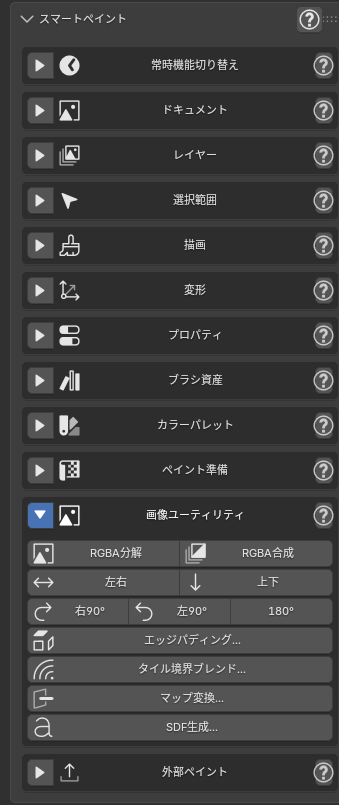 スマートペイント
常時機能切り替え
ドキュメント
レイヤー
選択範囲
描画
変形
プロパティ
ブラシ資産
カラーパレット
ペイント準備
画像ユーティリティ
RGBA分解 RGBA合成
左右 上下
右90° 左90° 180°
エッジパディング...
タイル境界ブレンド...
マップ変換...
SDF生成...
外部ペイント